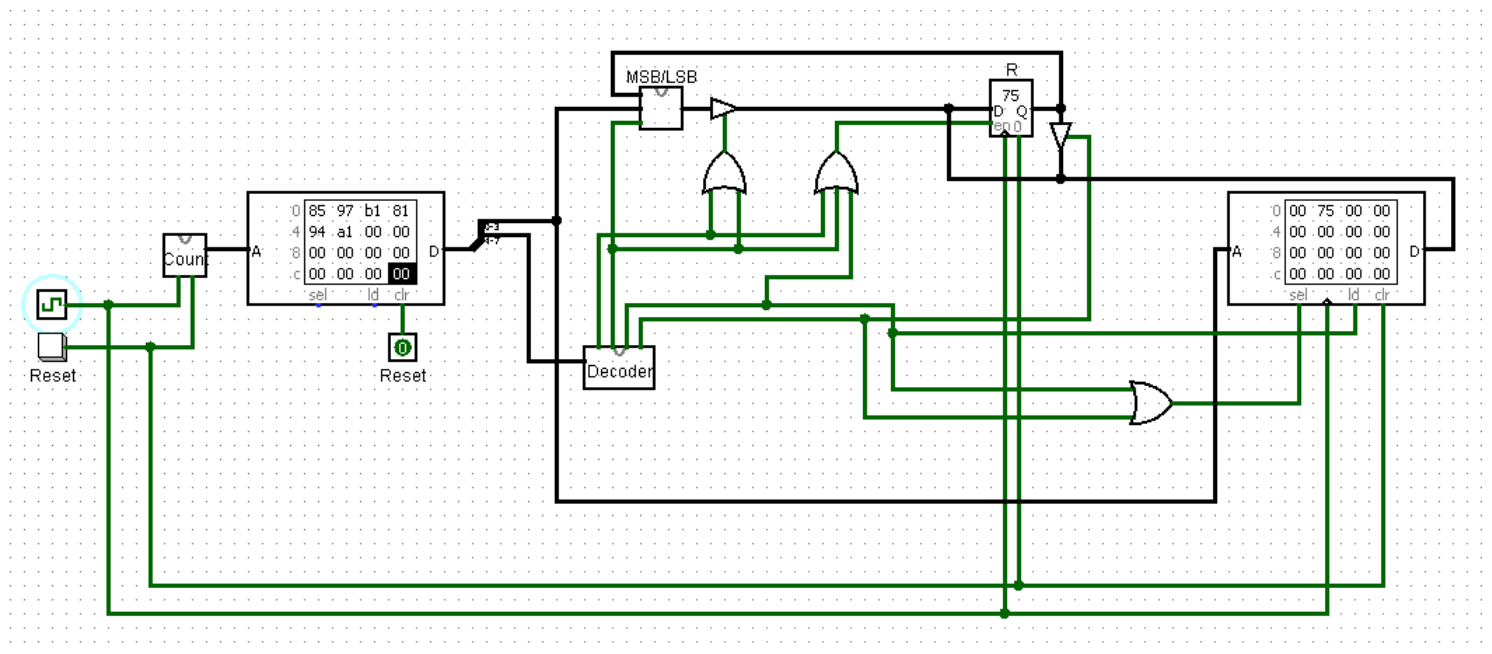 MSB/LSB
R
75
D Q
en 0
0 85 97 b1 81
4 94 a1 00 00
8 00 00 00 00
c 00 00 00 00
A
D
sel ld clr
0-3
4-7
Count
Reset
Reset
Decoder
0 00 75 00 00
4 00 00 00 00
8 00 00 00 00
c 00 00 00 00
A
D
sel ld clr